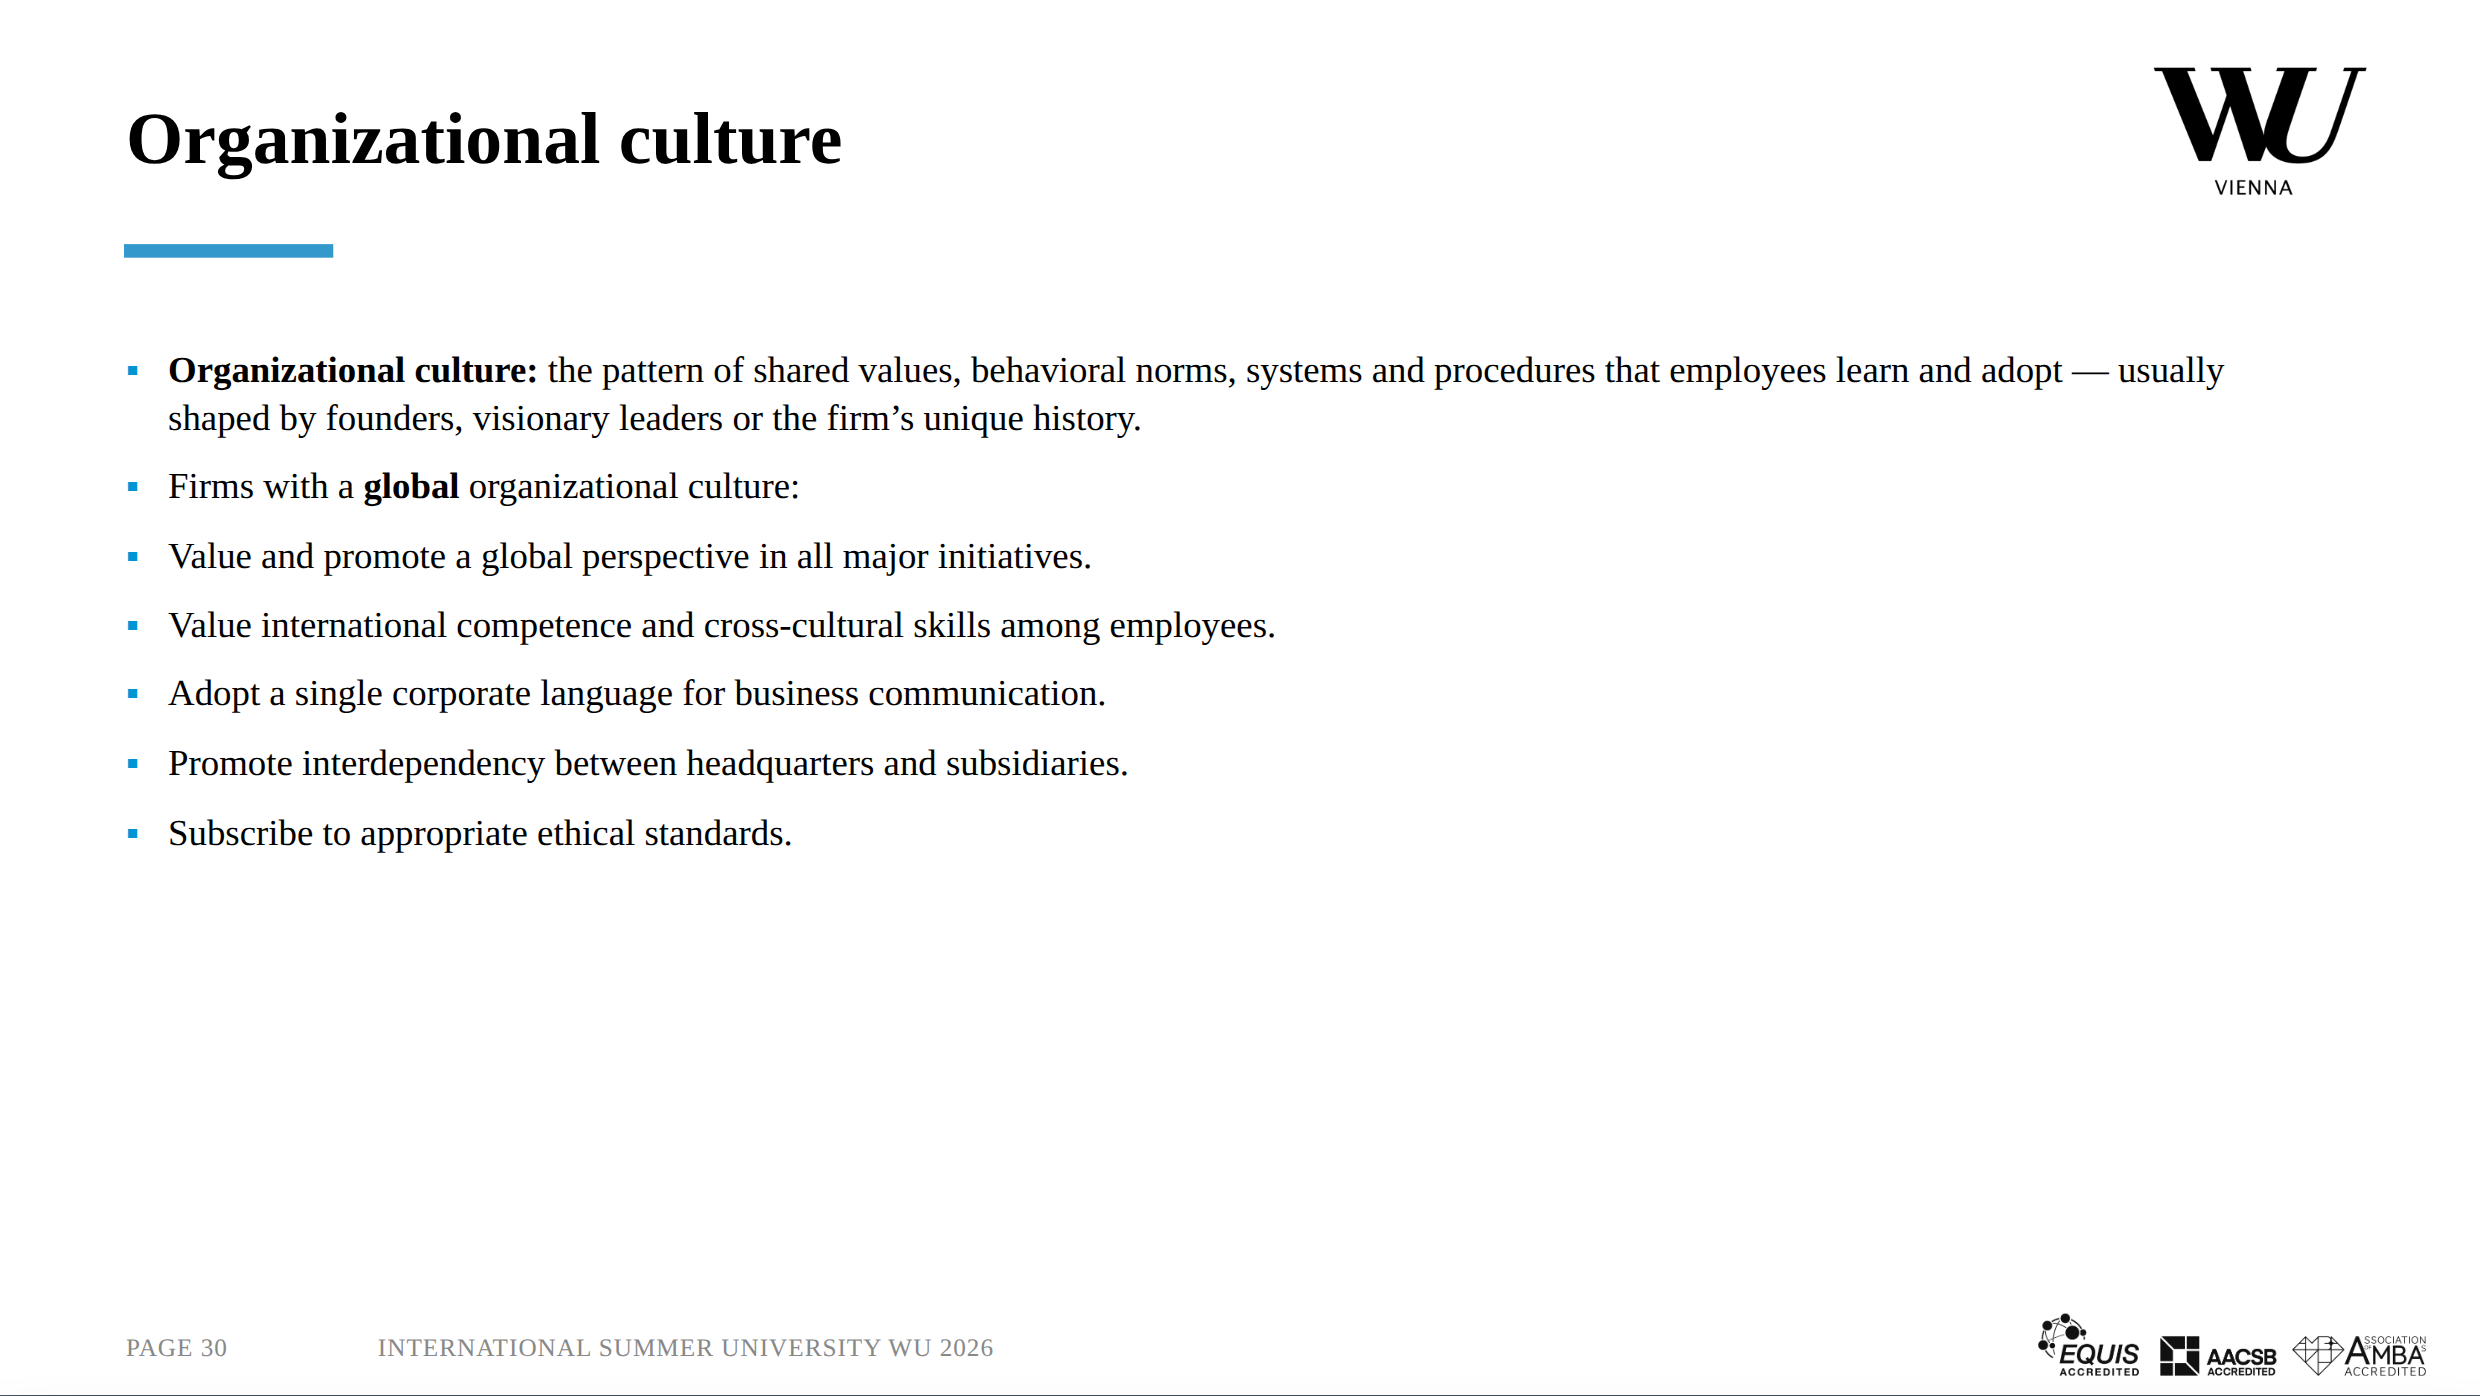 Organizational culture
WU
VIENNA
▪ Organizational culture: the pattern of shared values, behavioral norms, systems and procedures that employees learn and adopt — usually
shaped by founders, visionary leaders or the firm’s unique history.
▪ Firms with a global organizational culture:
▪ Value and promote a global perspective in all major initiatives.
▪ Value international competence and cross-cultural skills among employees.
▪ Adopt a single corporate language for business communication.
▪ Promote interdependency between headquarters and subsidiaries.
▪ Subscribe to appropriate ethical standards.
PAGE 30 INTERNATIONAL SUMMER UNIVERSITY WU 2026
EQUIS
ACCREDITED
AACSB
ACCREDITED
ASSOCIATION
OF
AMBAS
ACCREDITED